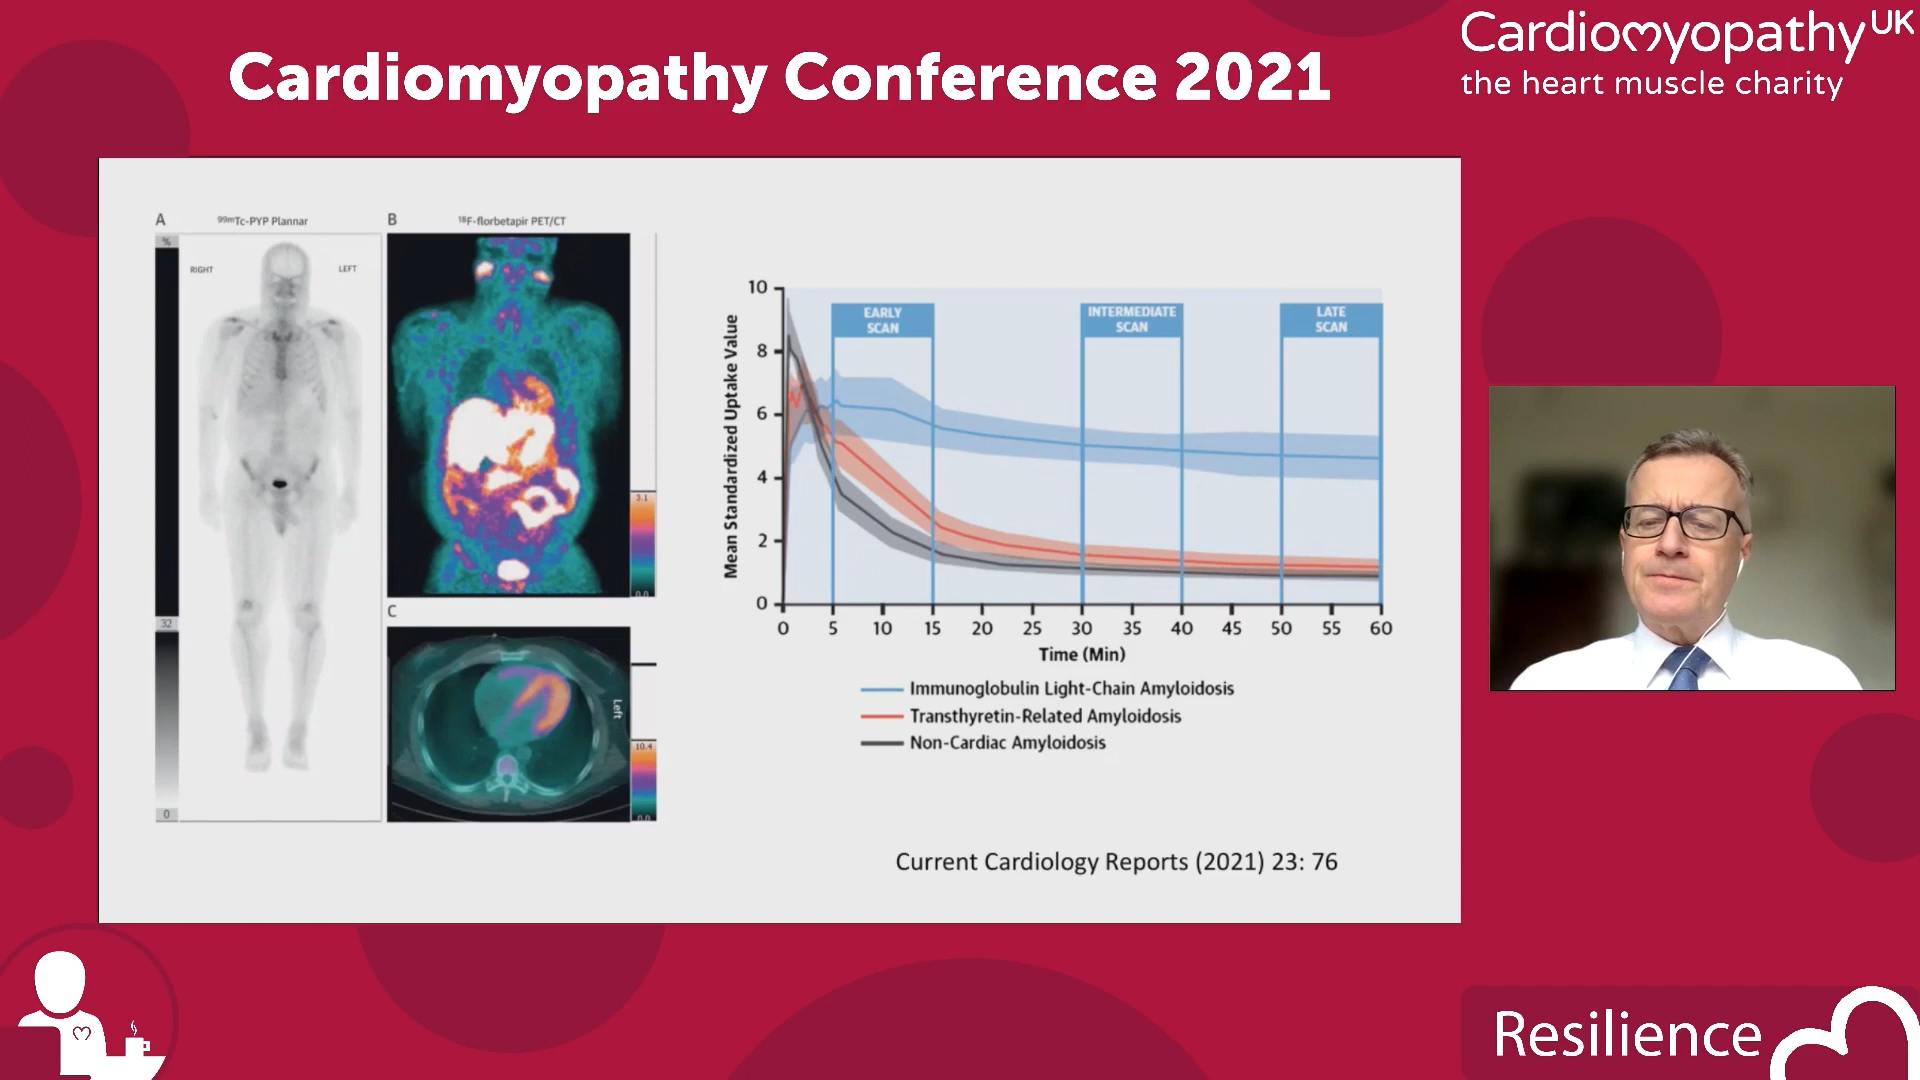 Cardiomyopathy Conference 2021
Cardiomyopathy UK
the heart muscle charity
A
99mTc-PYP Plannar
B
18F-florbetapir PET/CT
%
RIGHT
LEFT
32
0
3.1
0.0
C
Left
10.4
0.0
Mean Standardized Uptake Value
10
8
6
4
2
0
EARLY
SCAN
INTERMEDIATE
SCAN
LATE
SCAN
0 5 10 15 20 25 30 35 40 45 50 55 60
Time (Min)
Immunoglobulin Light-Chain Amyloidosis
Transthyretin-Related Amyloidosis
Non-Cardiac Amyloidosis
Current Cardiology Reports (2021) 23: 76
Resilience